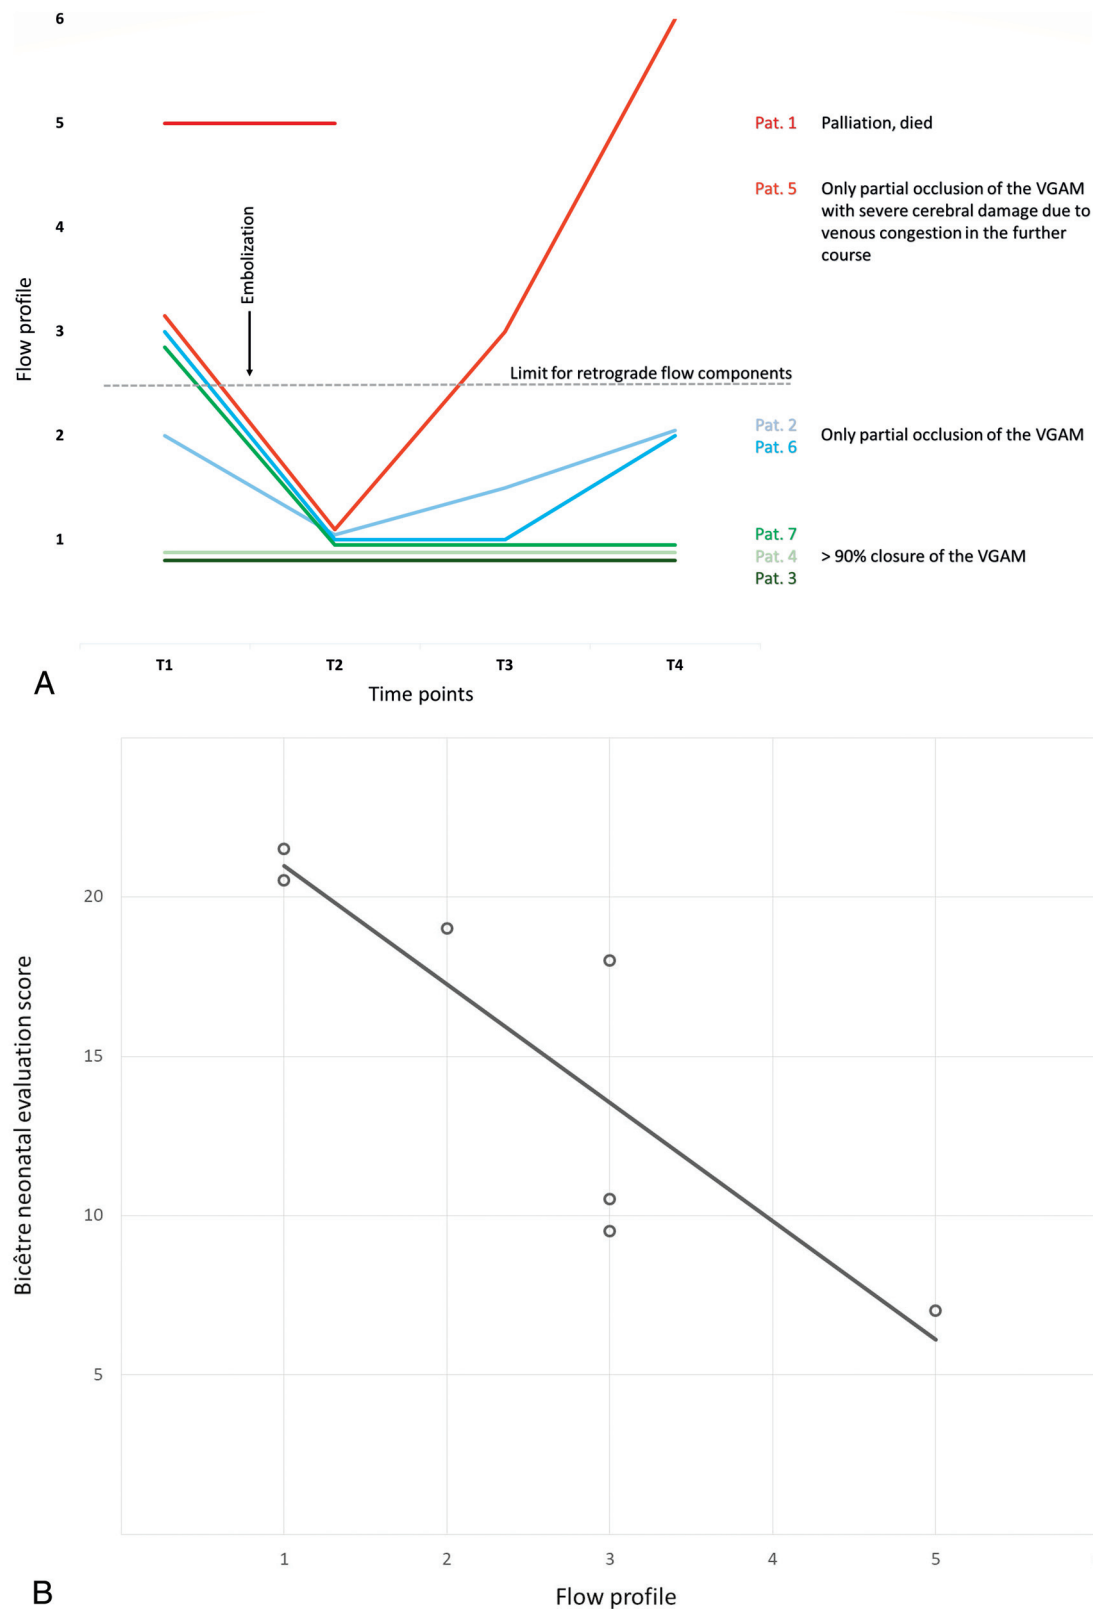 6
5
4
3
2
1
Flow profile
Embolization
Limit for retrograde flow components
Pat. 1 Palliation, died
Pat. 5 Only partial occlusion of the VGAM
with severe cerebral damage due to
venous congestion in the further
course
Pat. 2
Pat. 6
Only partial occlusion of the VGAM
Pat. 7
Pat. 4 > 90% closure of the VGAM
Pat. 3
T1 T2 T3 T4
Time points
A
20
15
10
5
Bicêtre neonatal evaluation score
1 2 3 4 5
Flow profile
B